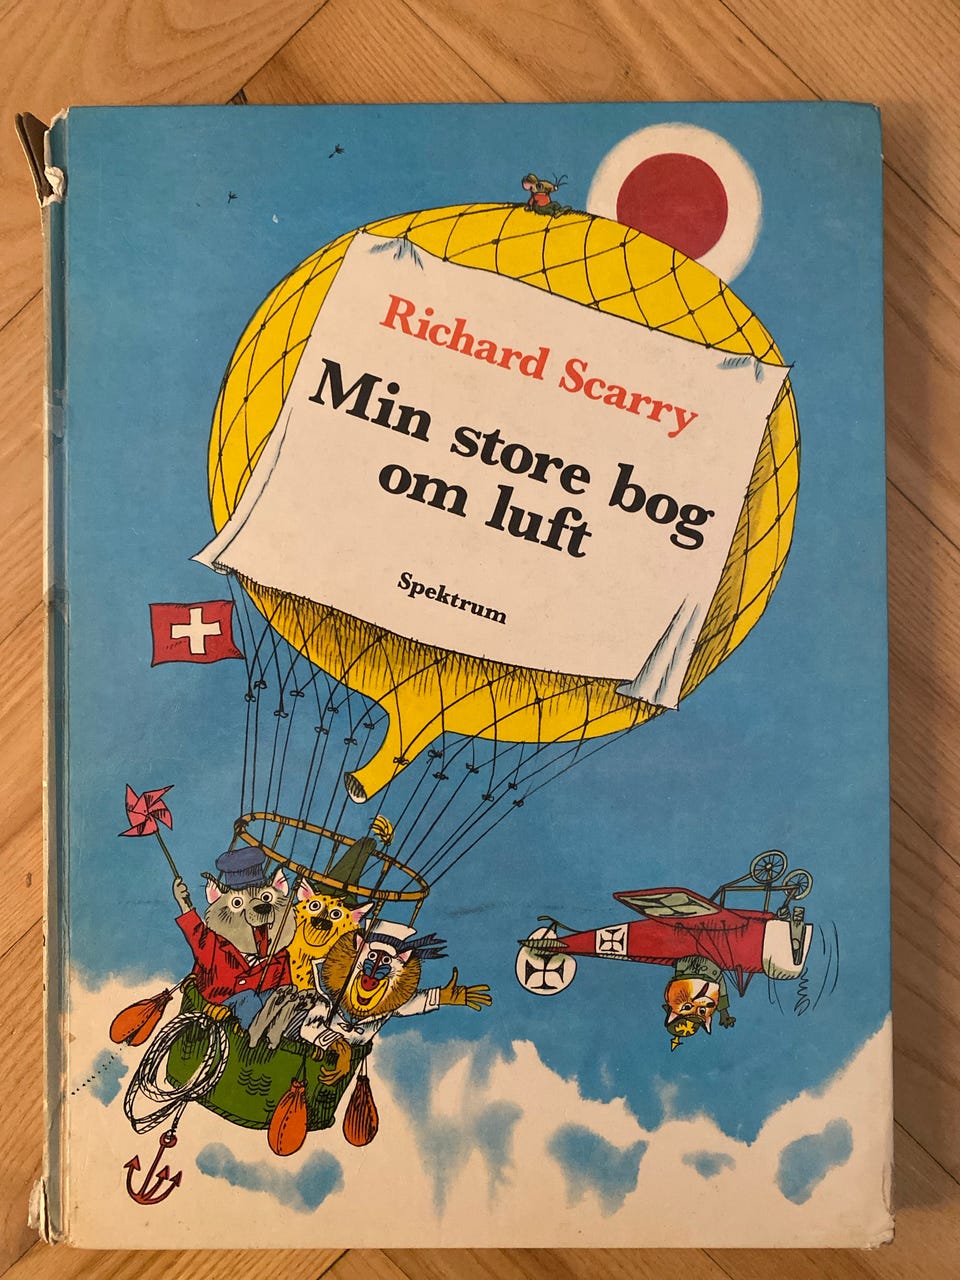 Richard Scarry
Min store bog
om luft
Spektrum